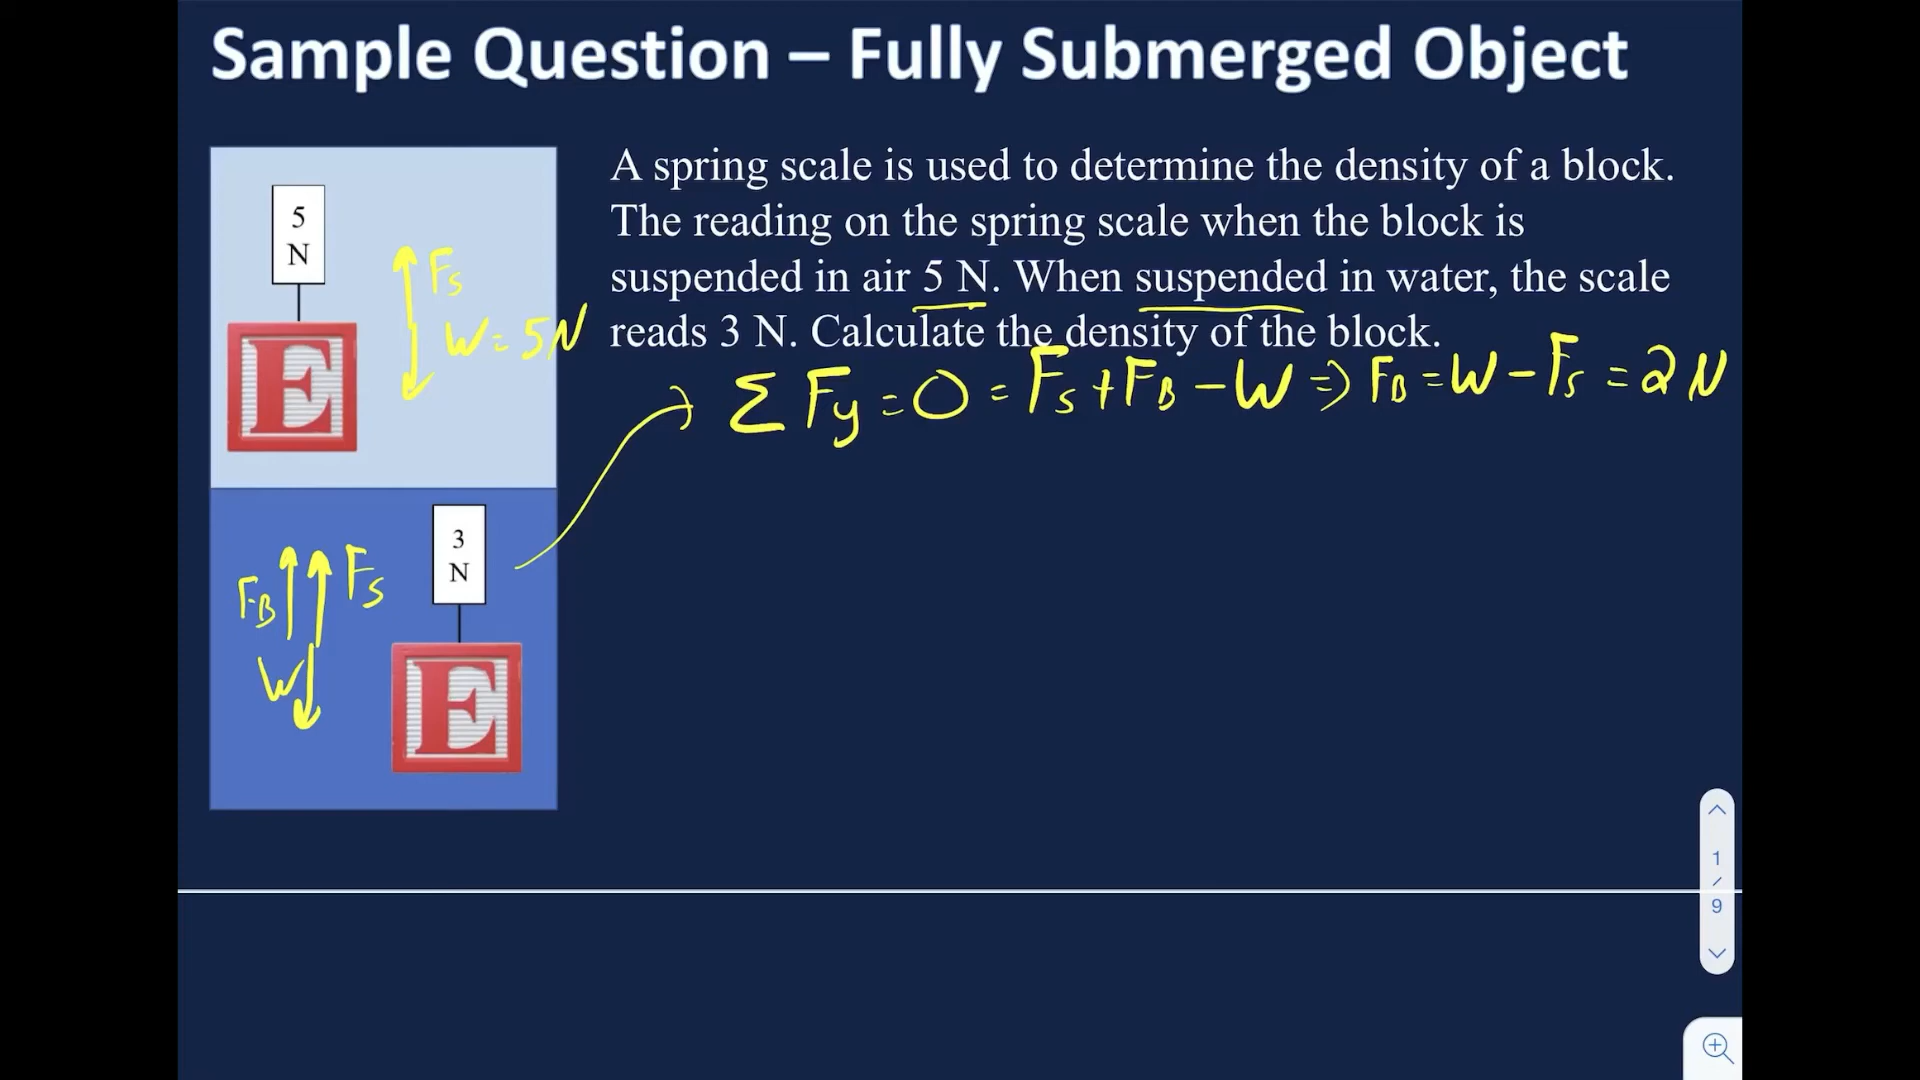 Sample Question – Fully Submerged Object
5
N
Fs
W = 5N
E
A spring scale is used to determine the density of a block.
The reading on the spring scale when the block is
suspended in air 5 N. When suspended in water, the scale
reads 3 N. Calculate the density of the block.
Σ Fy = 0 = Fs + FB - W => FB = W - Fs = 2 N
3
N
FB
Fs
W
E
1
/
9